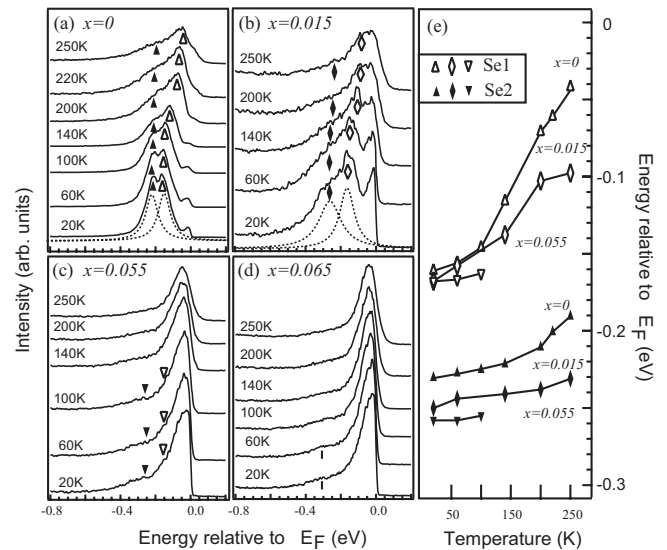 (a) x=0
250K
220K
200K
140K
100K
60K
20K
(b) x=0.015
250K
200K
140K
100K
60K
20K
(c) x=0.055
250K
200K
140K
100K
60K
20K
(d) x=0.065
250K
200K
140K
100K
60K
20K
Intensity (arb. units)
-0.8 -0.4 0.0
-0.8 -0.4 0.0
Energy relative to EF (eV)
(e)
Se1
Se2
x=0
x=0.015
x=0.055
x=0
x=0.015
x=0.055
0
-0.1
-0.2
-0.3
Energy relative to EF (eV)
50 100 150 200 250
Temperature (K)